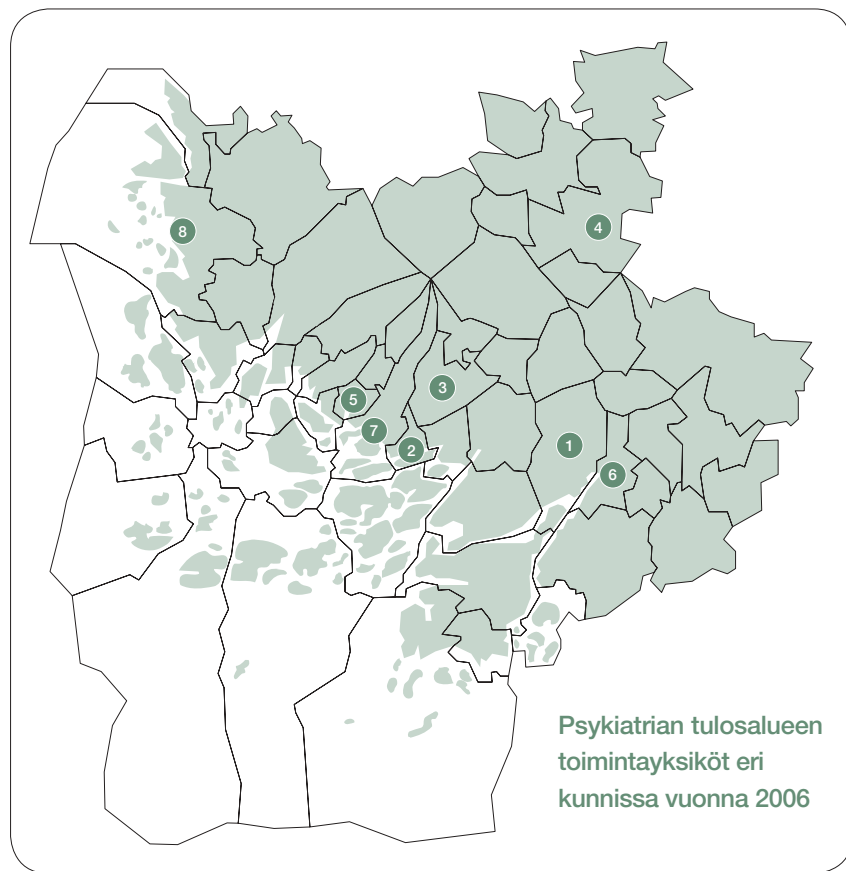 8
4
3
5
7
2
1
6
Psykiatrian tulosalueen
toimintayksiköt eri
kunnissa vuonna 2006